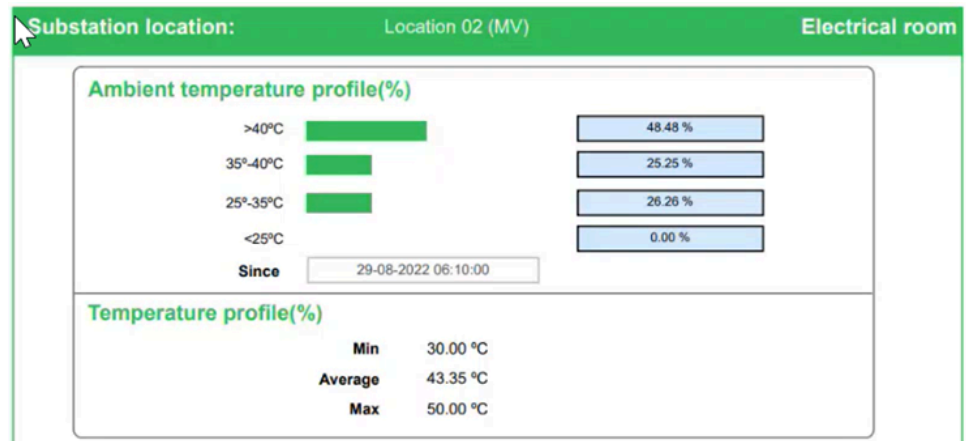 Substation location: Location 02 (MV) Electrical room
Ambient temperature profile(%)
>40ºC 48.48 %
35º-40ºC 25.25 %
25º-35ºC 26.26 %
<25ºC 0.00 %
Since 29-08-2022 06:10:00
Temperature profile(%)
Min 30.00 ºC
Average 43.35 ºC
Max 50.00 ºC